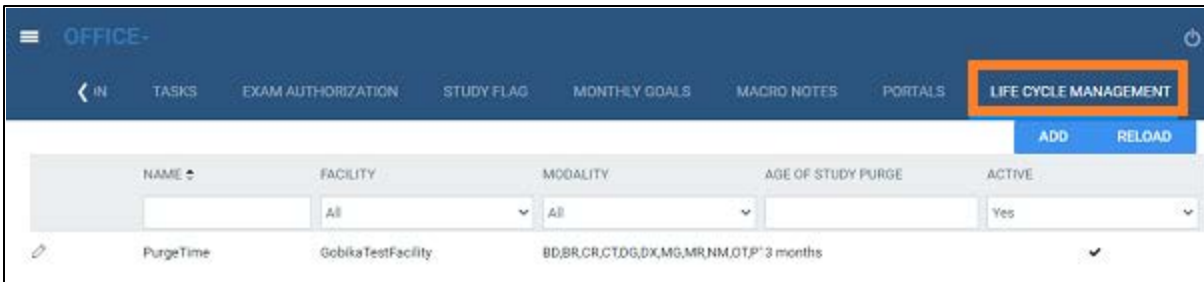 OFFICE-
IN TASKS EXAM AUTHORIZATION STUDY FLAG MONTHLY GOALS MACRO NOTES PORTALS LIFE CYCLE MANAGEMENT
ADD RELOAD
NAME FACILITY MODALITY AGE OF STUDY PURGE ACTIVE
All All Yes
PurgeTime GobikaTestFacility BD,BR,CR,CT,DG,DX,MG,MR,NM,OT,P 3 months